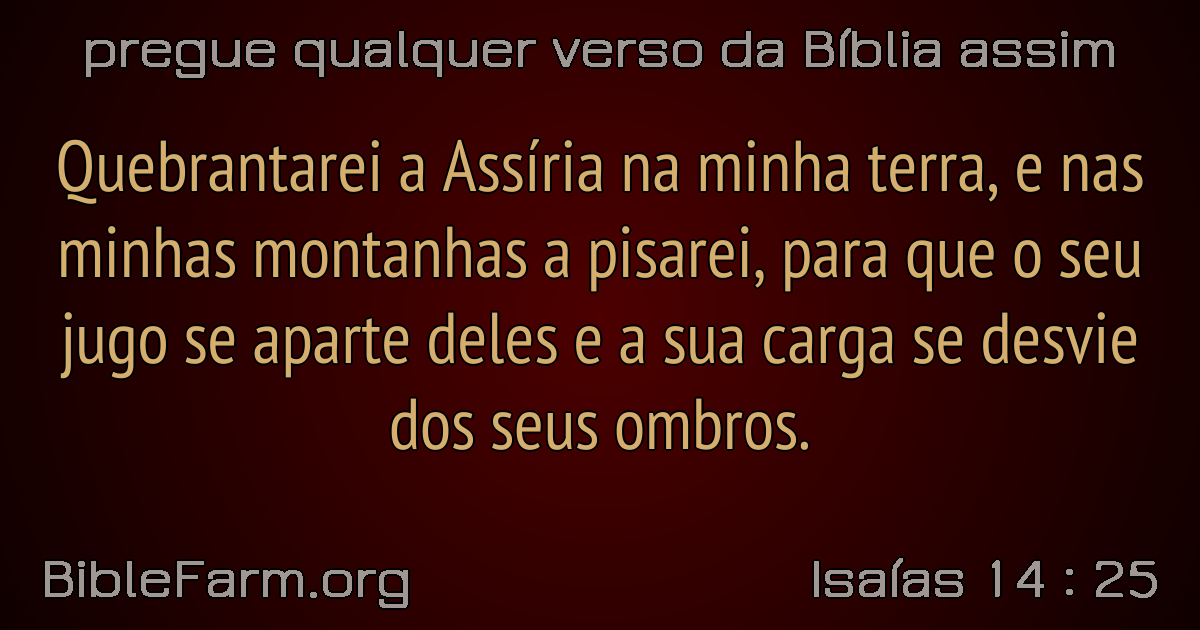 pregue qualquer verso da Bíblia assim
Quebrantarei a Assíria na minha terra, e nas
minhas montanhas a pisarei, para que o seu
jugo se aparte deles e a sua carga se desvie
dos seus ombros.
BibleFarm.org
Isaías 14 : 25